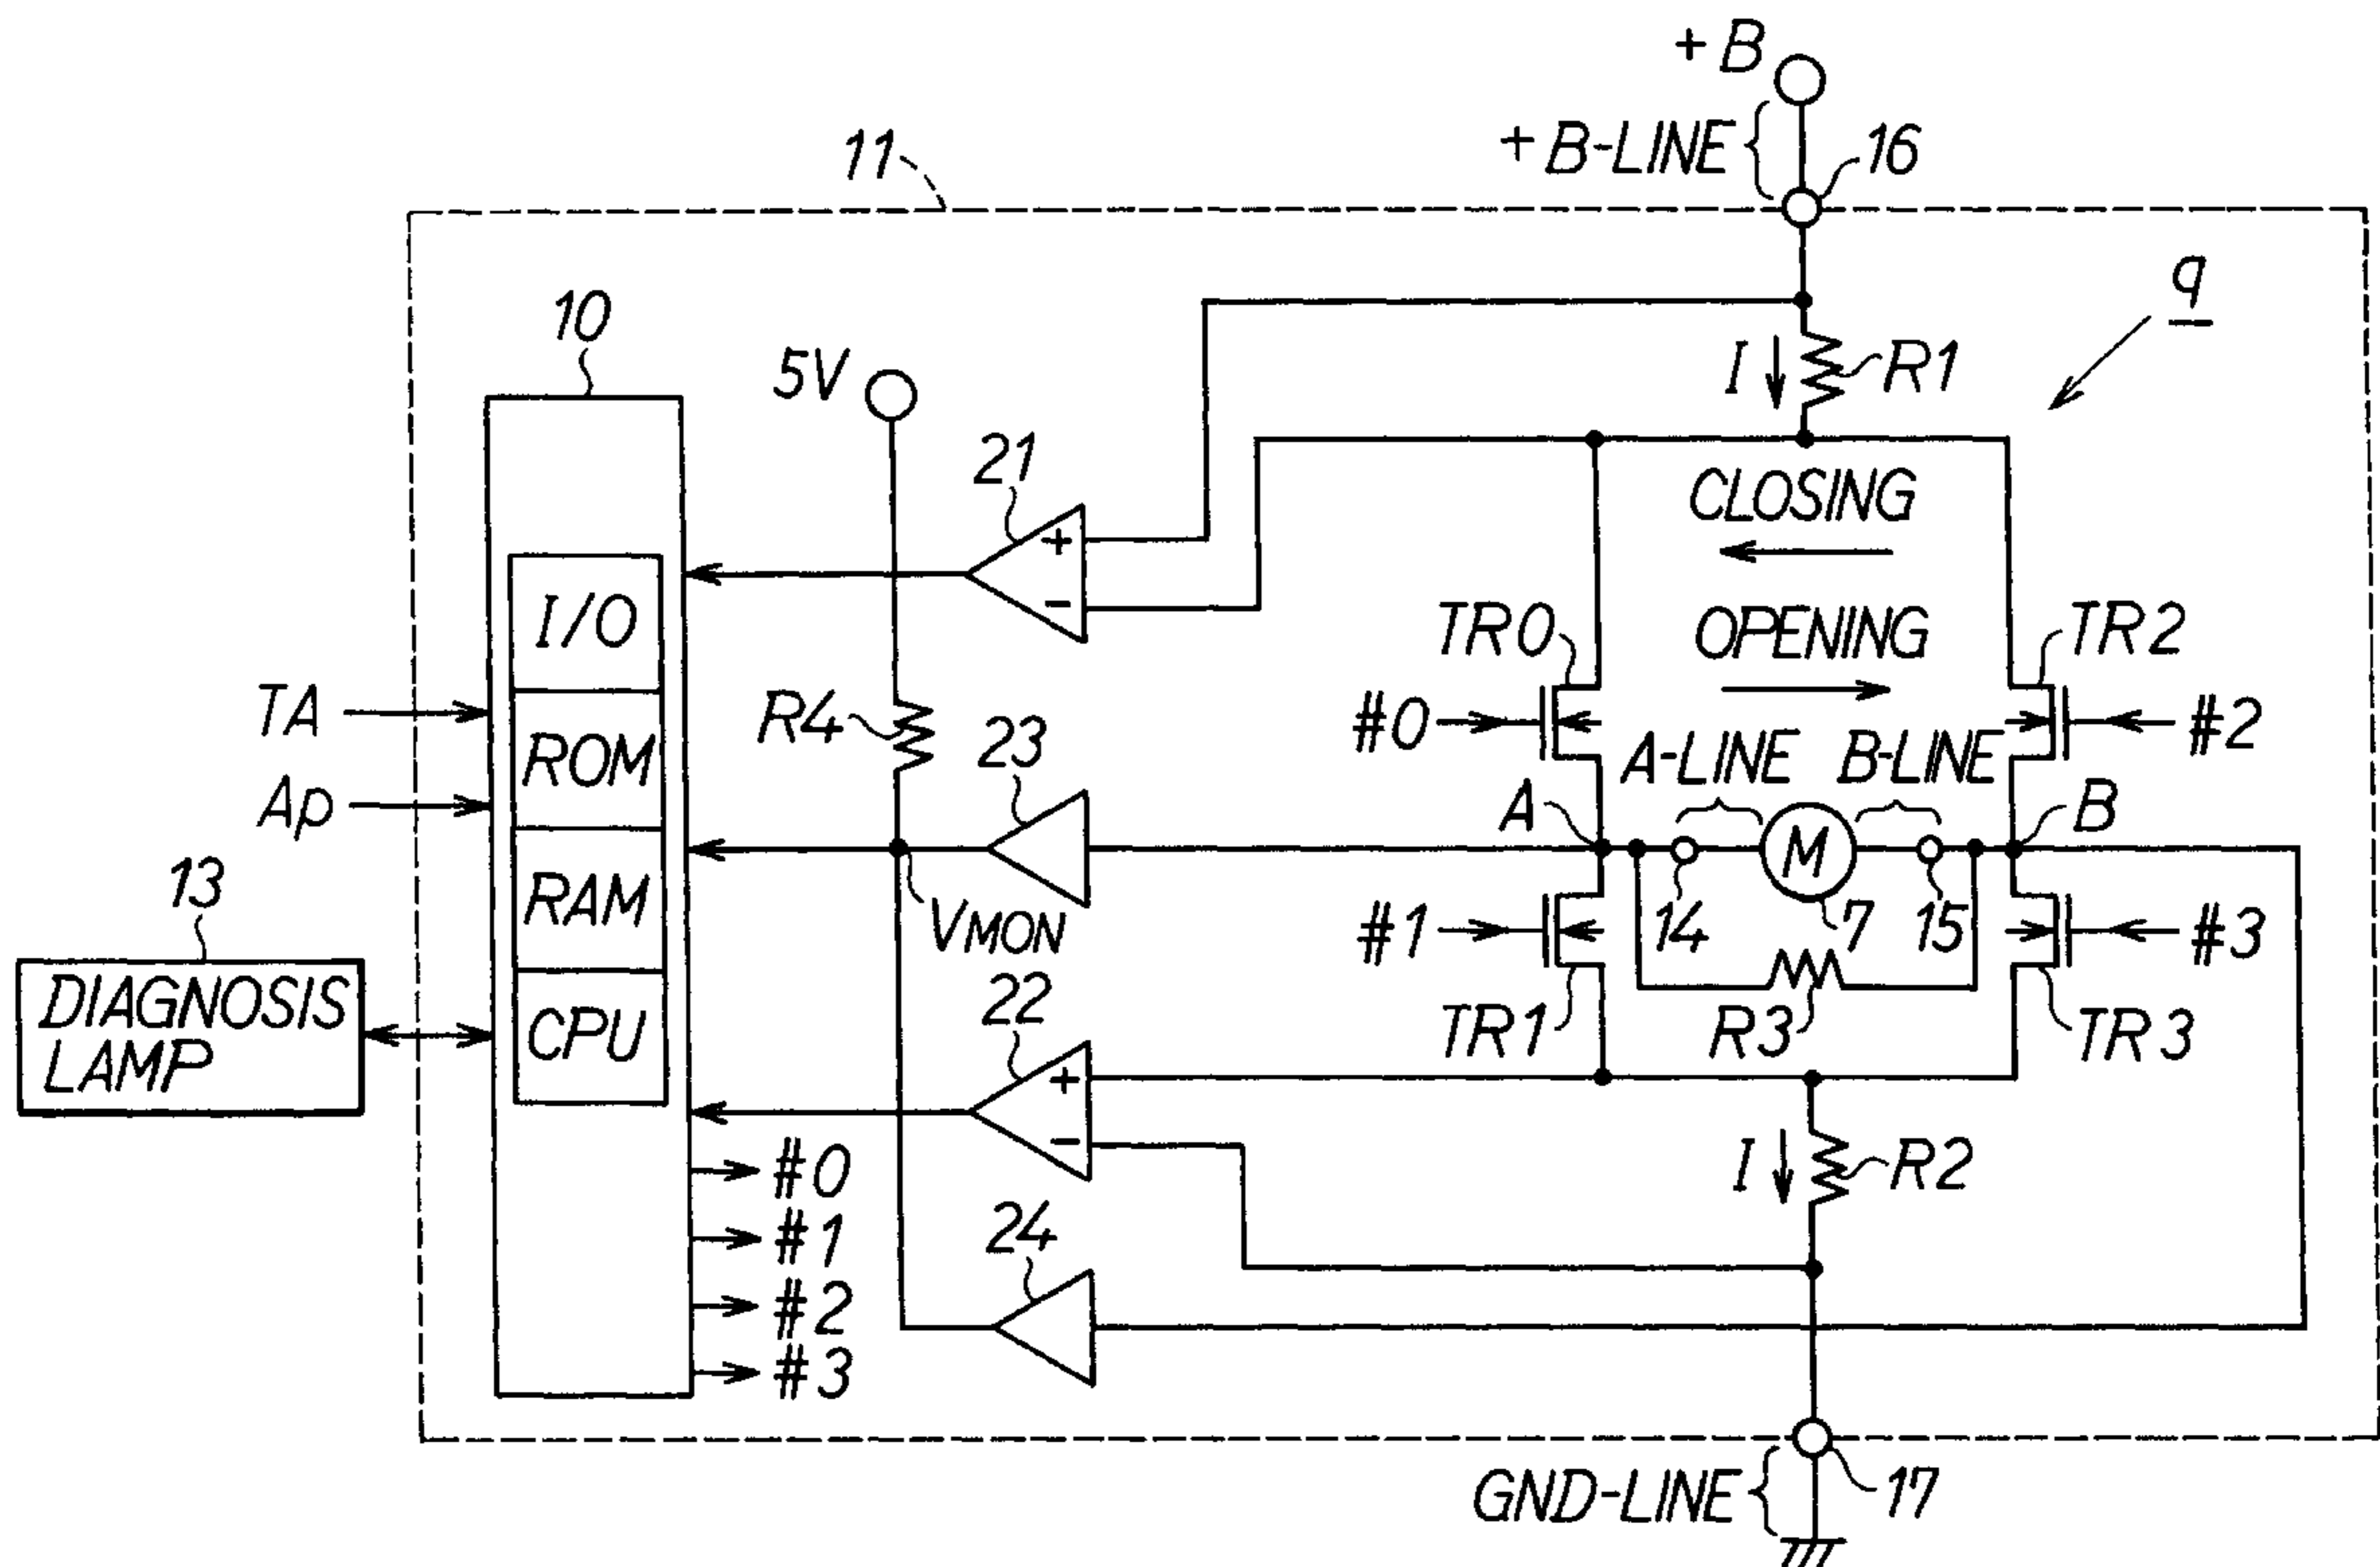 +B
+B-LINE
16
11
q
10
5V
I
R1
21
+
-
CLOSING
OPENING
TR0
TR2
I/O
TA
R4
23
#0
#2
A-LINE
B-LINE
ROM
Ap
A
B
M
13
RAM
VMON
#1
14
7
15
#3
DIAGNOSIS
LAMP
CPU
22
TR1
R3
TR3
+
-
#0
I
R2
#1
24
#2
#3
GND-LINE
17